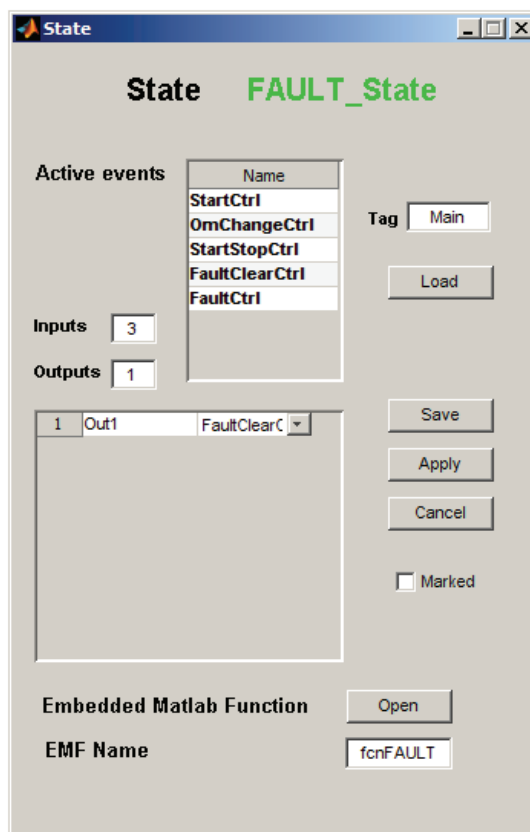 State
State FAULT_State
Active events
Name
StartCtrl
OmChangeCtrl
StartStopCtrl
FaultClearCtrl
FaultCtrl
Tag Main
Load
Inputs 3
Outputs 1
1 Out1 FaultClearC
Save
Apply
Cancel
Marked
Embedded Matlab Function Open
EMF Name fcnFAULT